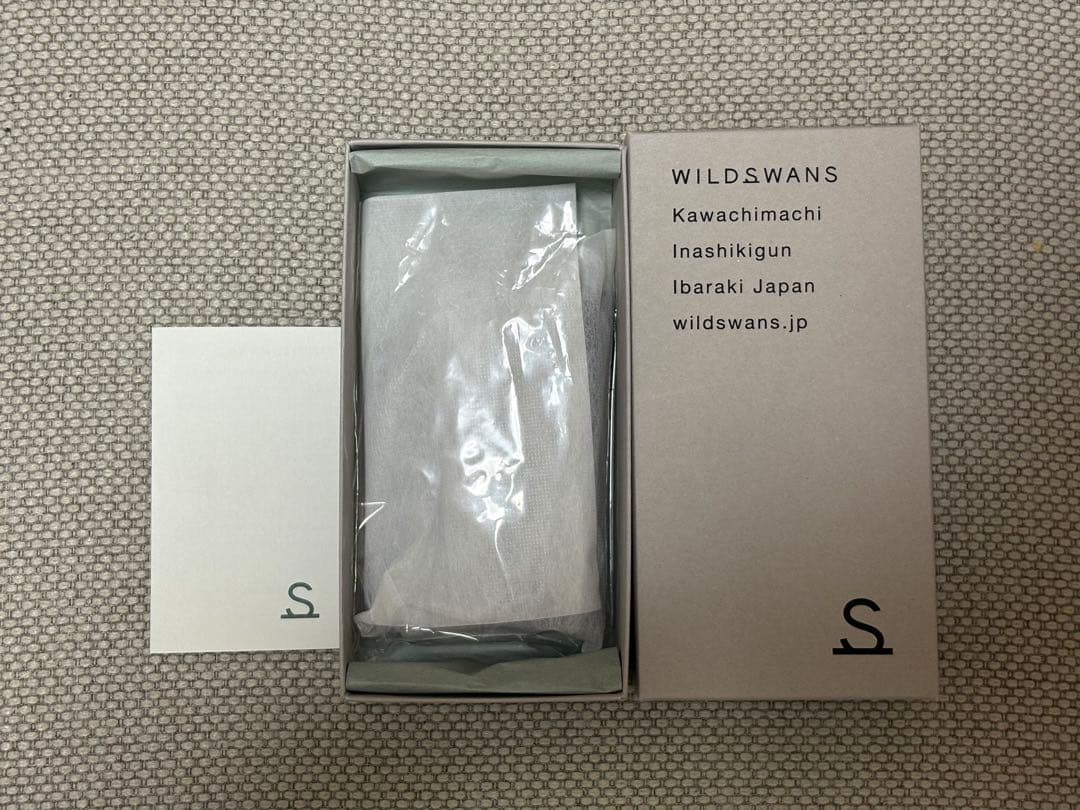 WILDSWANS
Kawachimachi
Inashikigun
Ibaraki Japan
wildswans.jp
S
S